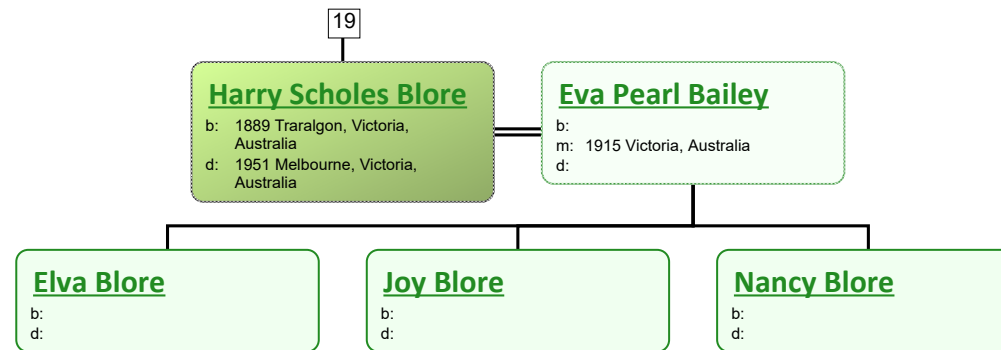 19
Harry Scholes Blore
b: 1889 Traralgon, Victoria,
Australia
d: 1951 Melbourne, Victoria,
Australia
Eva Pearl Bailey
b:
m: 1915 Victoria, Australia
d:
Elva Blore
b:
d:
Joy Blore
b:
d:
Nancy Blore
b:
d: